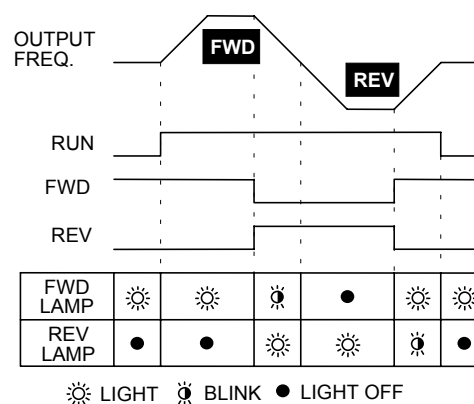 OUTPUT
FREQ.
FWD
REV
RUN
FWD
REV
FWD
LAMP
REV
LAMP
LIGHT BLINK LIGHT OFF